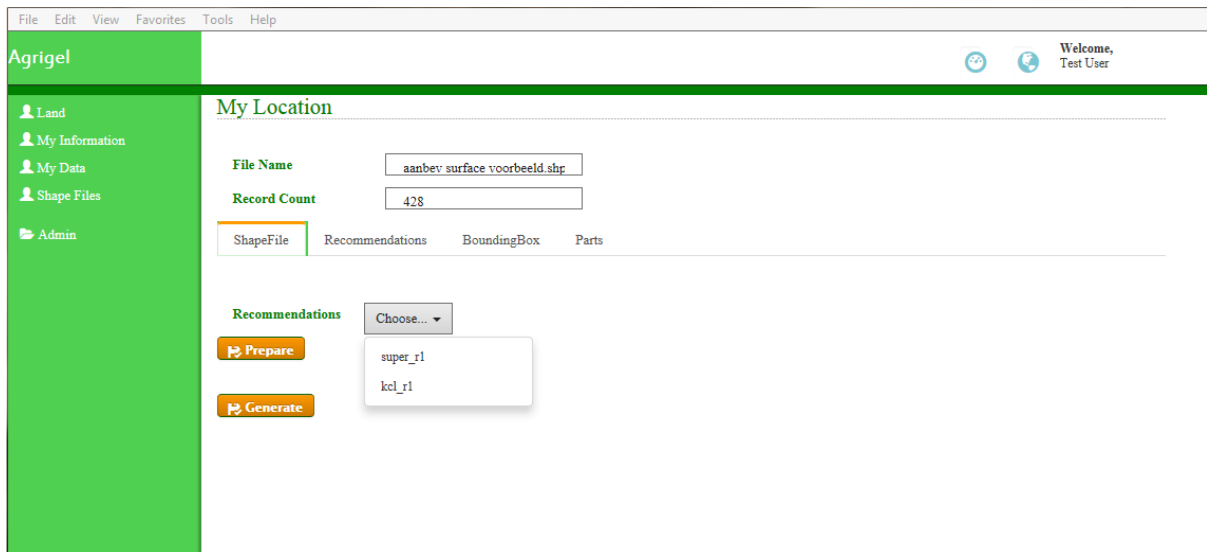 File Edit View Favorites Tools Help
Agrigel
Welcome,
Test User
Land
My Information
My Data
Shape Files
Admin
My Location
File Name aanbev surface voorbeeld.shp
Record Count 428
ShapeFile Recommendations BoundingBox Parts
Recommendations Choose...
Prepare
super_r1
kcl_r1
Generate